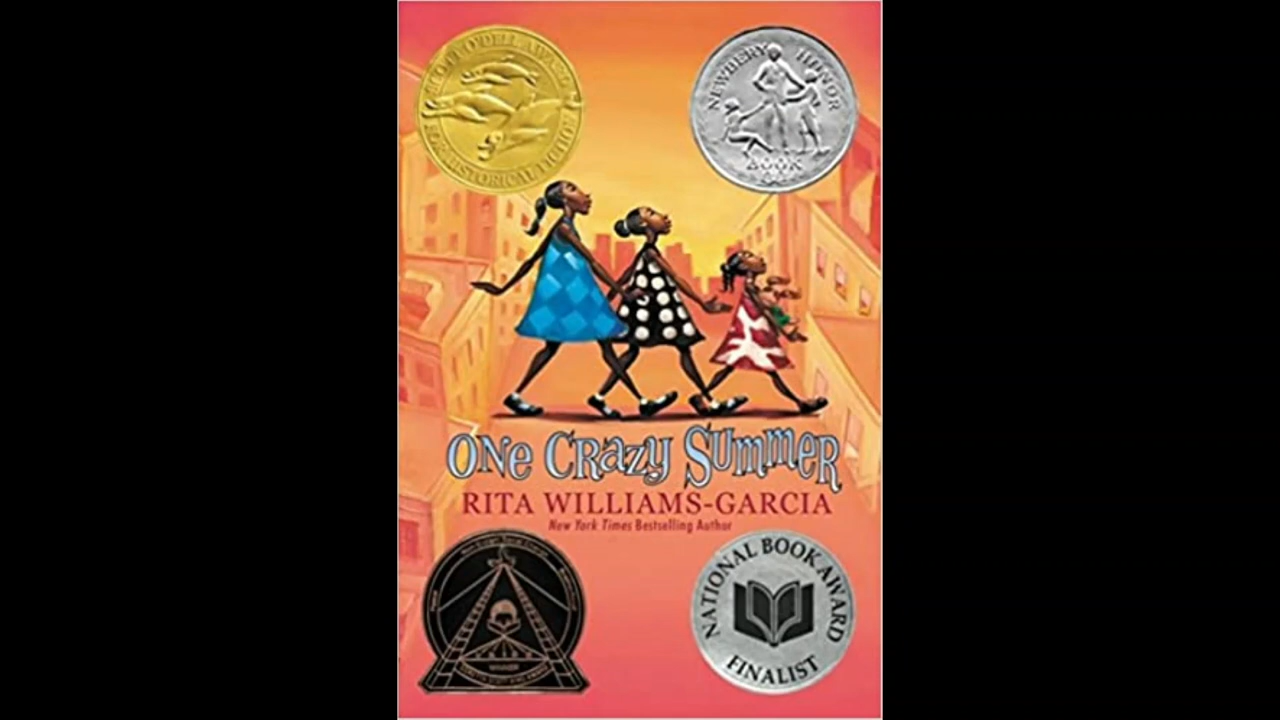 SCOTT O'DELL AWARD
FOR HISTORICAL FICTION
NEWBERY HONOR
BOOK
ONE CRAZY SUMMER
RITA WILLIAMS-GARCIA
New York Times Bestselling Author
WINNER
NATIONAL BOOK AWARD
FINALIST